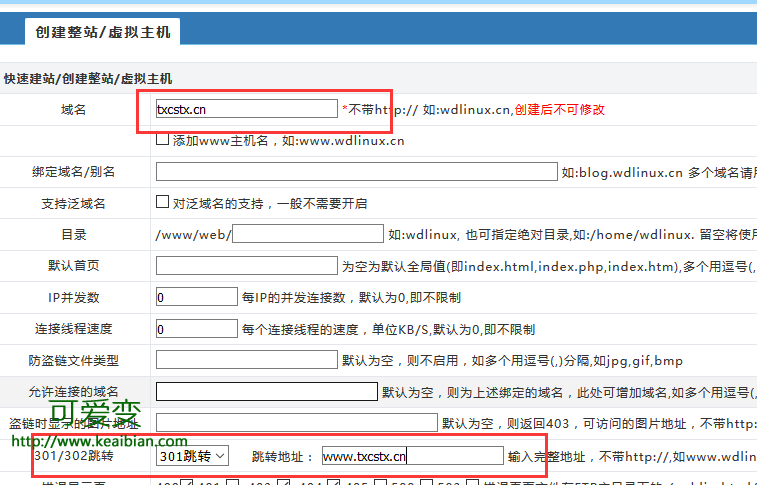 创建整站/虚拟主机
快速建站/创建整站/虚拟主机
域名 txcstx.cn *不带http:// 如:wdlinux.cn,创建后不可修改
添加www主机名，如:www.wdlinux.cn
绑定域名/别名 如:blog.wdlinux.cn 多个域名请用
支持泛域名 对泛域名的支持，一般不需要开启
目录 /www/web/ 如:wdlinux, 也可指定绝对目录,如:/home/wdlinux. 留空将使用
默认首页 为空为默认全局值(即index.html,index.php,index.htm),多个用逗号(,)
IP并发数 0 每IP的并发连接数，默认为0,即不限制
连接线程速度 0 每个连接线程的速度，单位KB/S,默认为0,即不限制
防盗链文件类型 默认为空，则不启用，如多个用逗号(,)分隔,如jpg,gif,bmp
允许连接的域名 默认为空，则为上述绑定的域名，此处可增加域名,如多个用逗号(,)
可爱变
盗链时显示的图片地址 默认为空，则返回403，可访问的图片地址，不带http:
http://www.keaibian.com
301/302跳转 301跳转 跳转地址： www.txcstx.cn 输入完整地址，不带http://,如www.wdlin